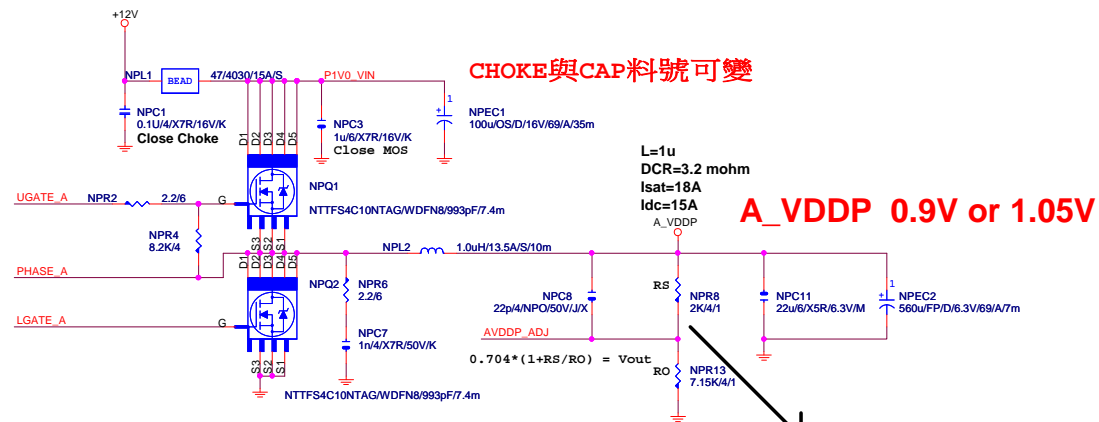 +12V
NPL1
BEAD
47/4030/15A/S
P1V0_VIN
CHOKE與CAP料號可變
NPC1
0.1U/4/X7R/16V/K
Close Choke
D1
D2
D3
D4
D5
NPC3
1u/6/X7R/16V/K
Close MOS
1
+
NPEC1
100u/OS/D/16V/69/A/35m
L=1u
DCR=3.2 mohm
Isat=18A
Idc=15A
A_VDDP
A_VDDP 0.9V or 1.05V
UGATE_A
NPR2
2.2/6
G
NPQ1
NTTFS4C10NTAG/WDFN8/993pF/7.4m
NPR4
8.2K/4
S3
S2
S1
NPL2
1.0uH/13.5A/S/10m
PHASE_A
D1
D2
D3
D4
D5
NPQ2
NPR6
2.2/6
LGATE_A
G
NPC7
1n/4/X7R/50V/K
S3
S2
S1
NTTFS4C10NTAG/WDFN8/993pF/7.4m
NPC8
22p/4/NPO/50V/J/X
RS
NPR8
2K/4/1
NPC11
22u/6/X5R/6.3V/M
1
+
NPEC2
560u/FP/D/6.3V/69/A/7m
AVDDP_ADJ
0.704*(1+RS/RO) = Vout
RO
NPR13
7.15K/4/1